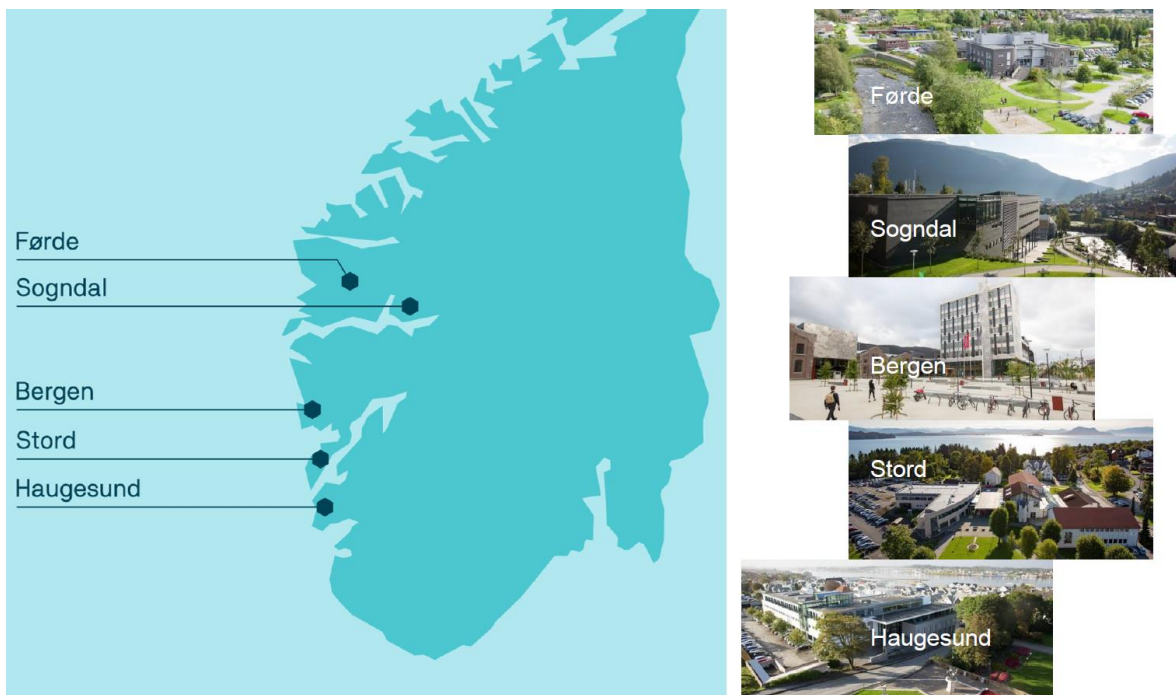 Førde
Sogndal
Bergen
Stord
Haugesund
Førde
Sogndal
Bergen
Stord
Haugesund